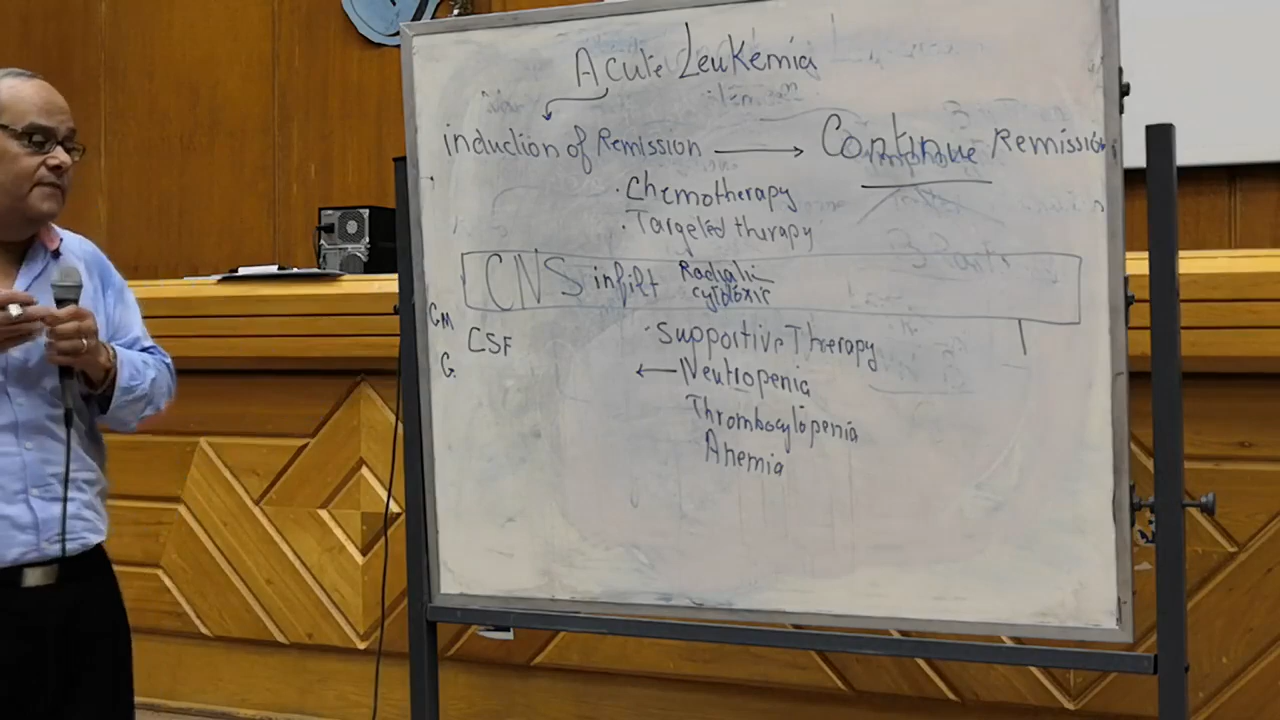 Acute Leukemia
induction of Remission → Continue Remission
· Chemotherapy
· Targeted therapy
CNS infilt Radiati
cytotoxic
GM
CSF
G.
· Supportive Therapy
← Neutropenia
Thrombocytopenia
Anemia